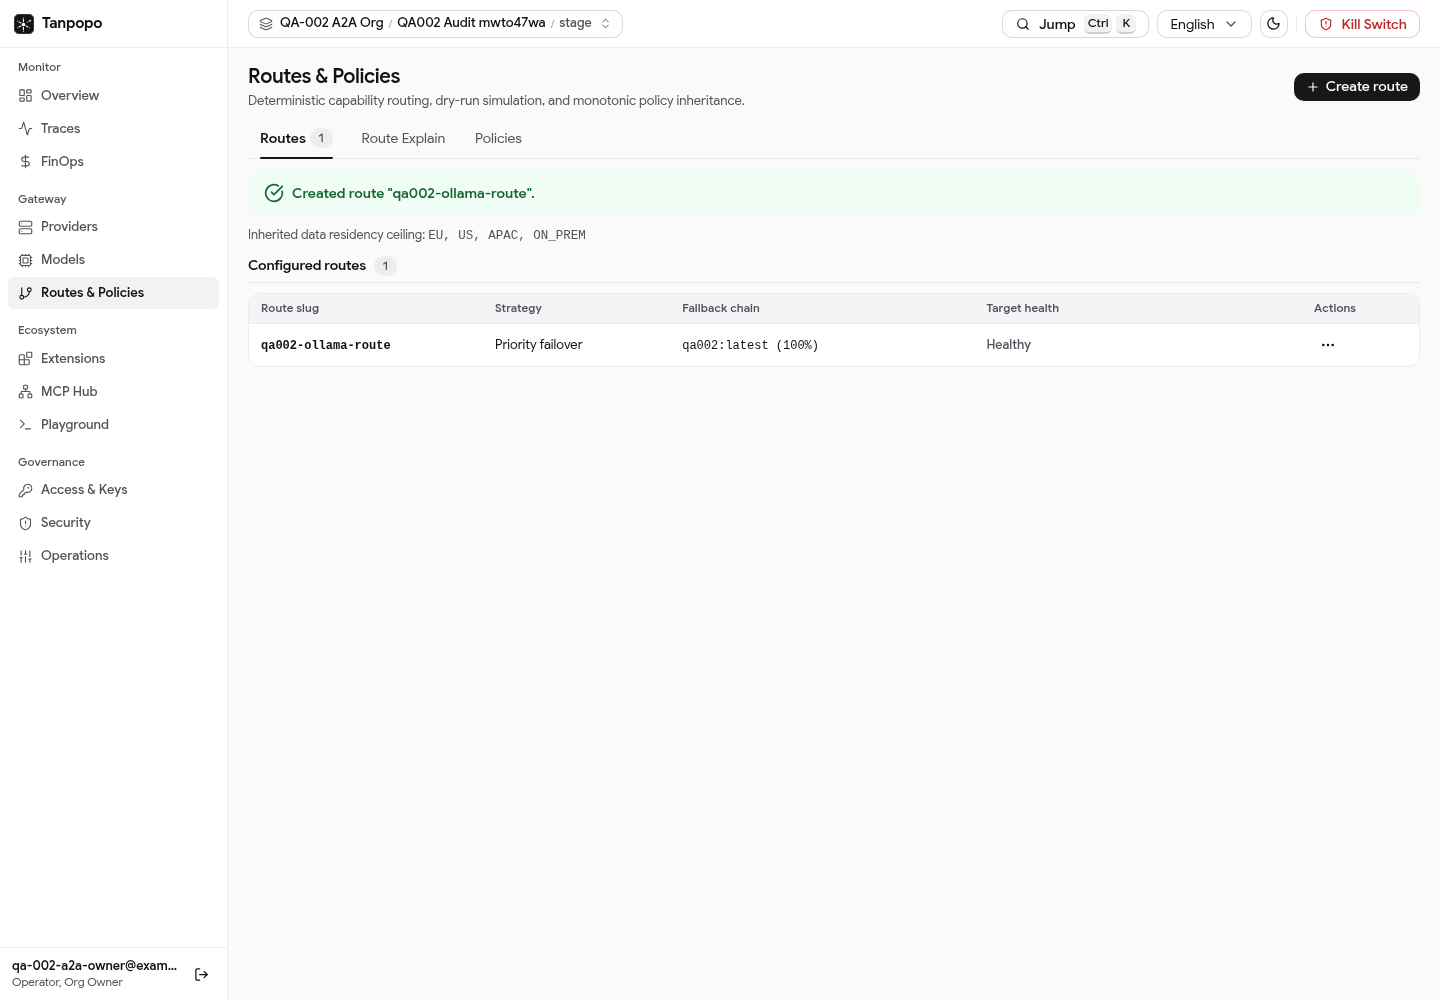 Tanpopo
QA-002 A2A Org / QA002 Audit mwto47wa / stage
Jump Ctrl K
English
Kill Switch
Monitor
Overview
Traces
FinOps
Gateway
Providers
Models
Routes & Policies
Ecosystem
Extensions
MCP Hub
Playground
Governance
Access & Keys
Security
Operations
qa-002-a2a-owner@exam...
Operator, Org Owner
Routes & Policies
Deterministic capability routing, dry-run simulation, and monotonic policy inheritance.
+ Create route
Routes 1 Route Explain Policies
Created route "qa002-ollama-route".
Inherited data residency ceiling: EU, US, APAC, ON_PREM
Configured routes 1
Route slug Strategy Fallback chain Target health Actions
qa002-ollama-route Priority failover qa002:latest (100%) Healthy ...